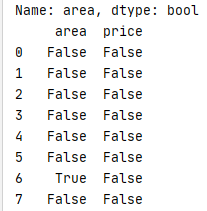 Name: area, dtype: bool
area price
0 False False
1 False False
2 False False
3 False False
4 False False
5 False False
6 True False
7 False False